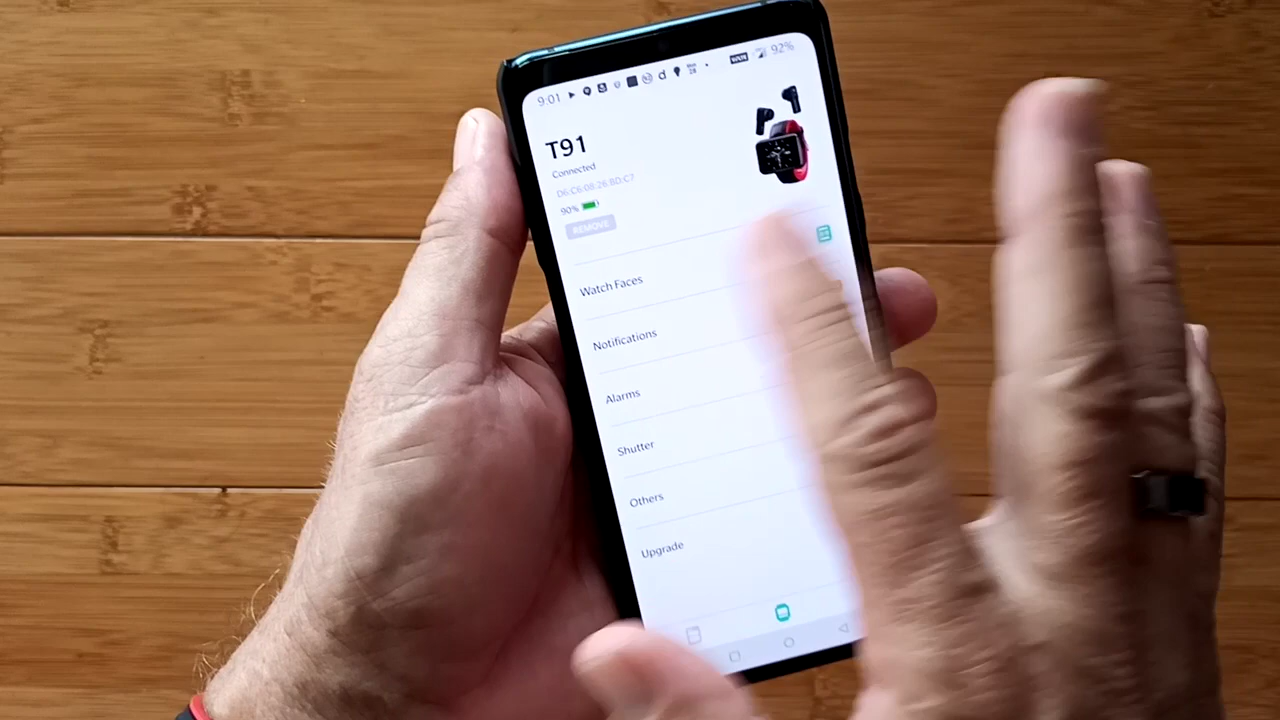 9:01 92%
T91
Connected
D6:C6:08:26:BD:C7
90%
REMOVE
Watch Faces
Notifications
Alarms
Shutter
Others
Upgrade